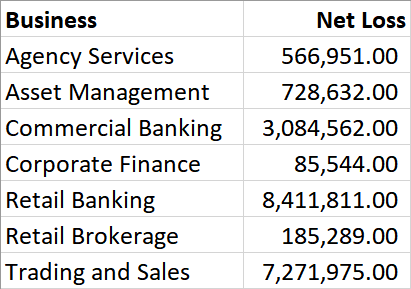 Business Net Loss
Agency Services 566,951.00
Asset Management 728,632.00
Commercial Banking 3,084,562.00
Corporate Finance 85,544.00
Retail Banking 8,411,811.00
Retail Brokerage 185,289.00
Trading and Sales 7,271,975.00